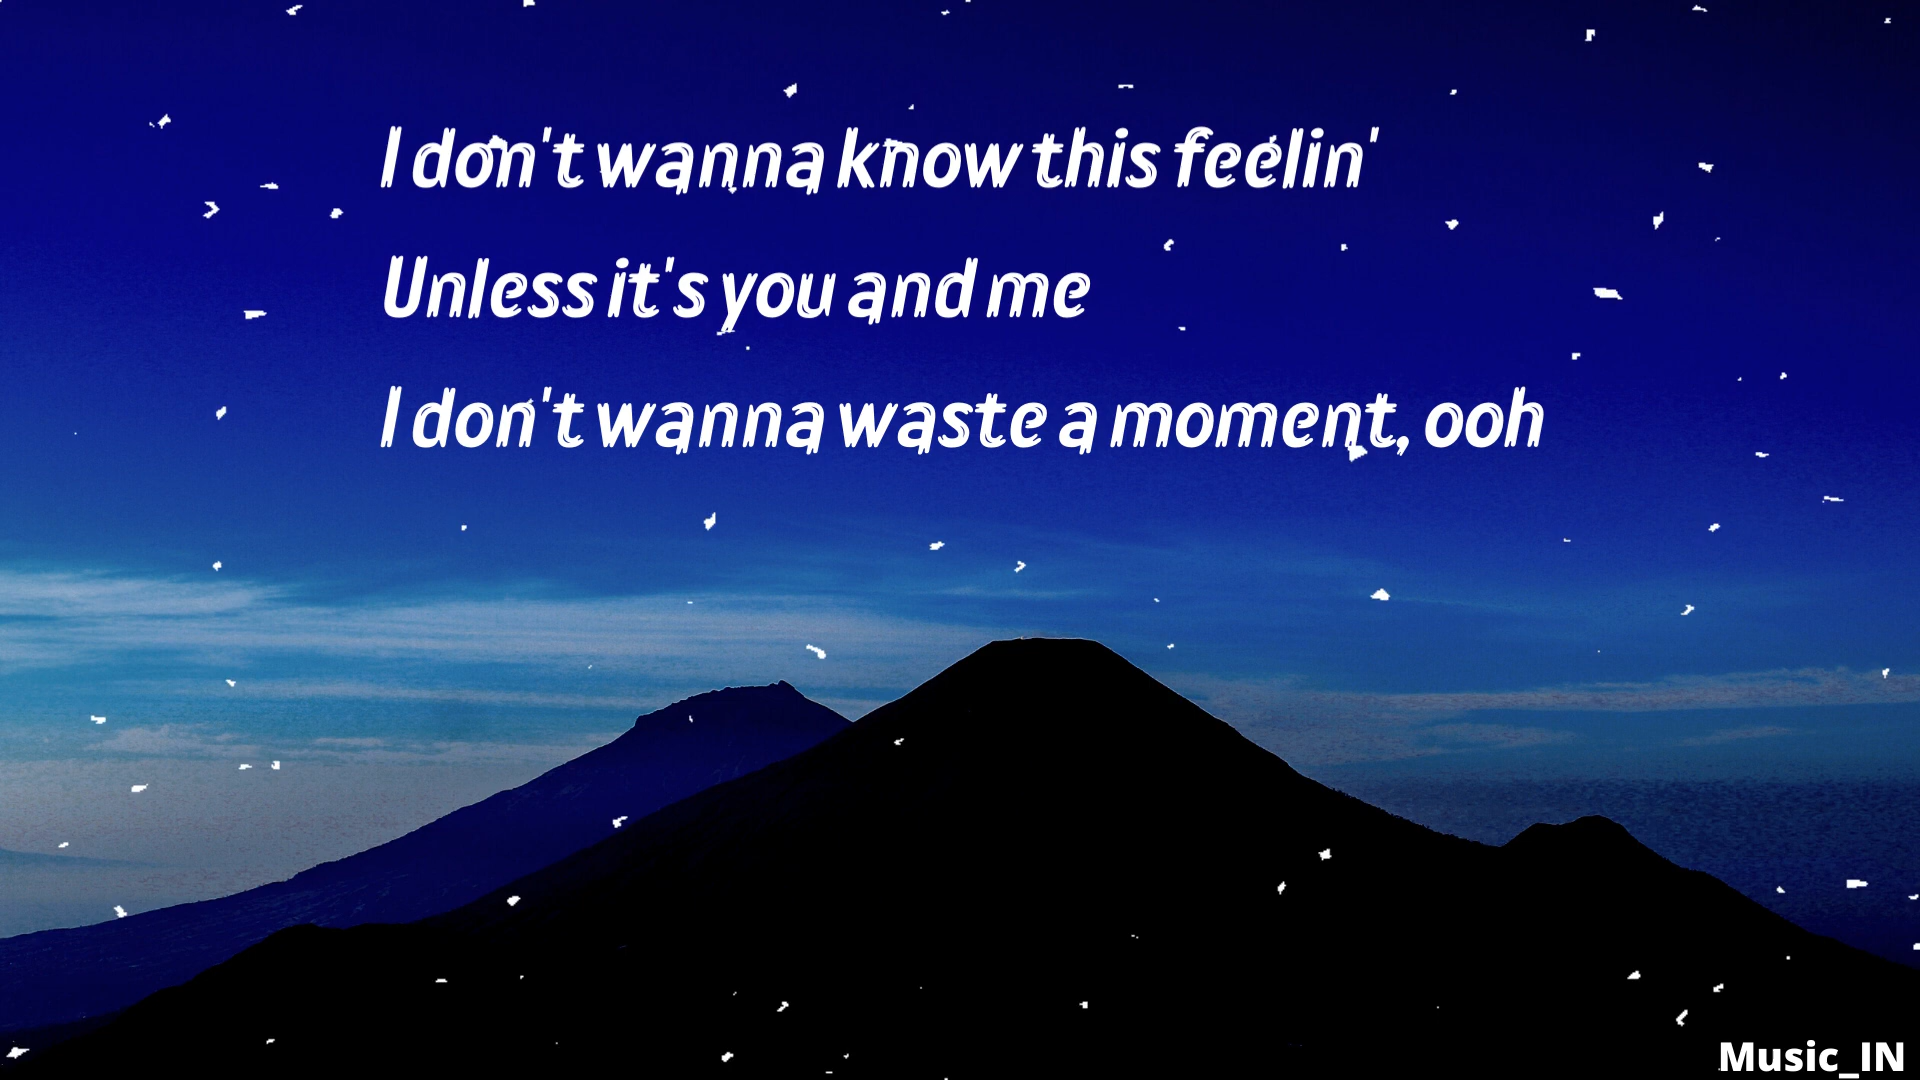 I don't wanna know this feelin'
Unless it's you and me
I don't wanna waste a moment, ooh
Music_IN